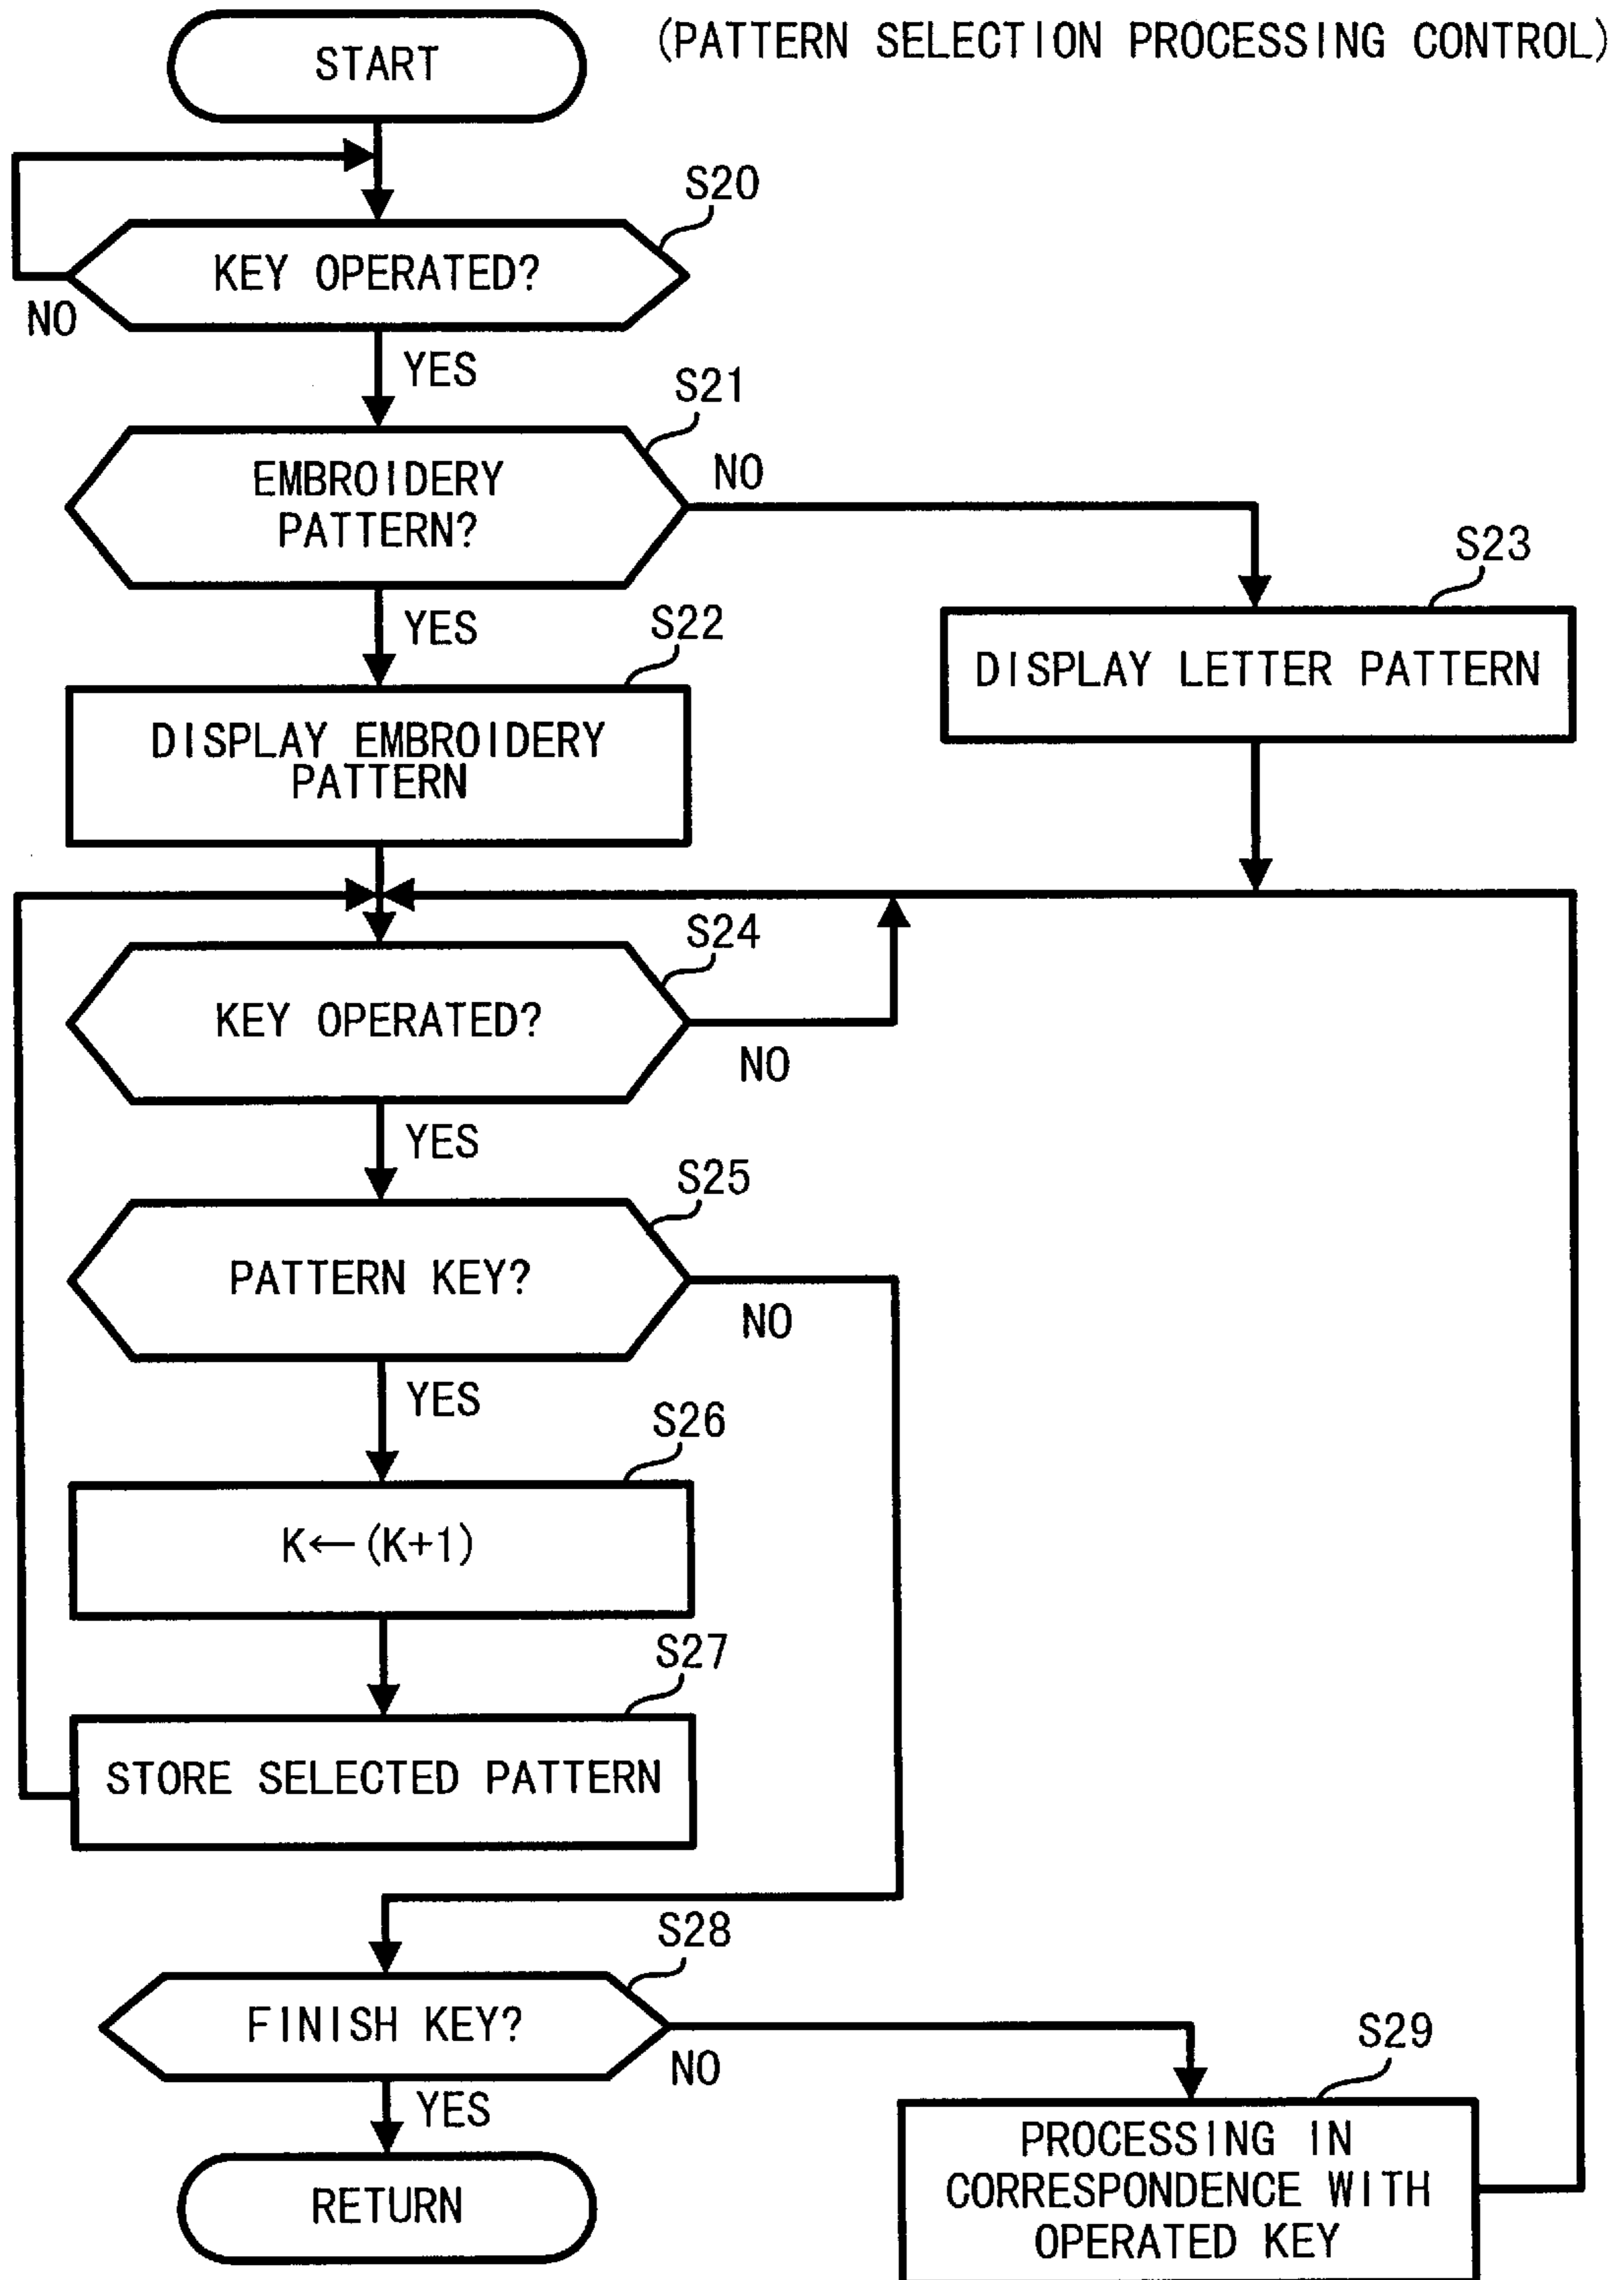 (PATTERN SELECTION PROCESSING CONTROL)
START
S20
KEY OPERATED?
NO
YES
S21
EMBROIDERY
PATTERN?
NO
YES
S22
S23
DISPLAY LETTER PATTERN
DISPLAY EMBROIDERY
PATTERN
S24
KEY OPERATED?
NO
YES
S25
PATTERN KEY?
NO
YES
S26
K←(K+1)
S27
STORE SELECTED PATTERN
S28
FINISH KEY?
NO
YES
S29
PROCESSING IN
CORRESPONDENCE WITH
OPERATED KEY
RETURN